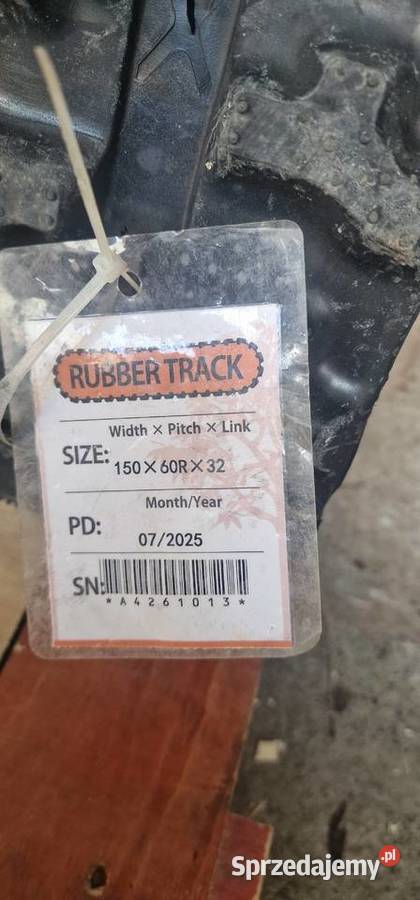 RUBBER TRACK
Width × Pitch × Link
SIZE: 150×60R×32
Month/Year
PD: 07/2025
SN:
*A4261013*
Sprzedajemy.pl